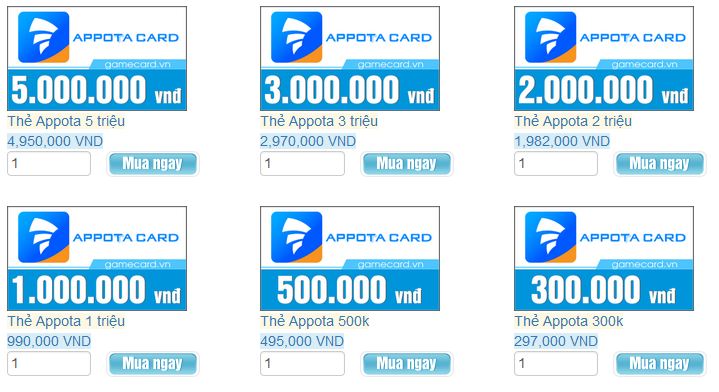 APPOTA CARD
gamecard.vn
5.000.000 vnđ
Thẻ Appota 5 triệu
4,950,000 VND
1
Mua ngay
APPOTA CARD
gamecard.vn
3.000.000 vnđ
Thẻ Appota 3 triệu
2,970,000 VND
1
Mua ngay
APPOTA CARD
gamecard.vn
2.000.000 vnđ
Thẻ Appota 2 triệu
1,982,000 VND
1
Mua ngay
APPOTA CARD
gamecard.vn
1.000.000 vnđ
Thẻ Appota 1 triệu
990,000 VND
1
Mua ngay
APPOTA CARD
gamecard.vn
500.000 vnđ
Thẻ Appota 500k
495,000 VND
1
Mua ngay
APPOTA CARD
gamecard.vn
300.000 vnđ
Thẻ Appota 300k
297,000 VND
1
Mua ngay